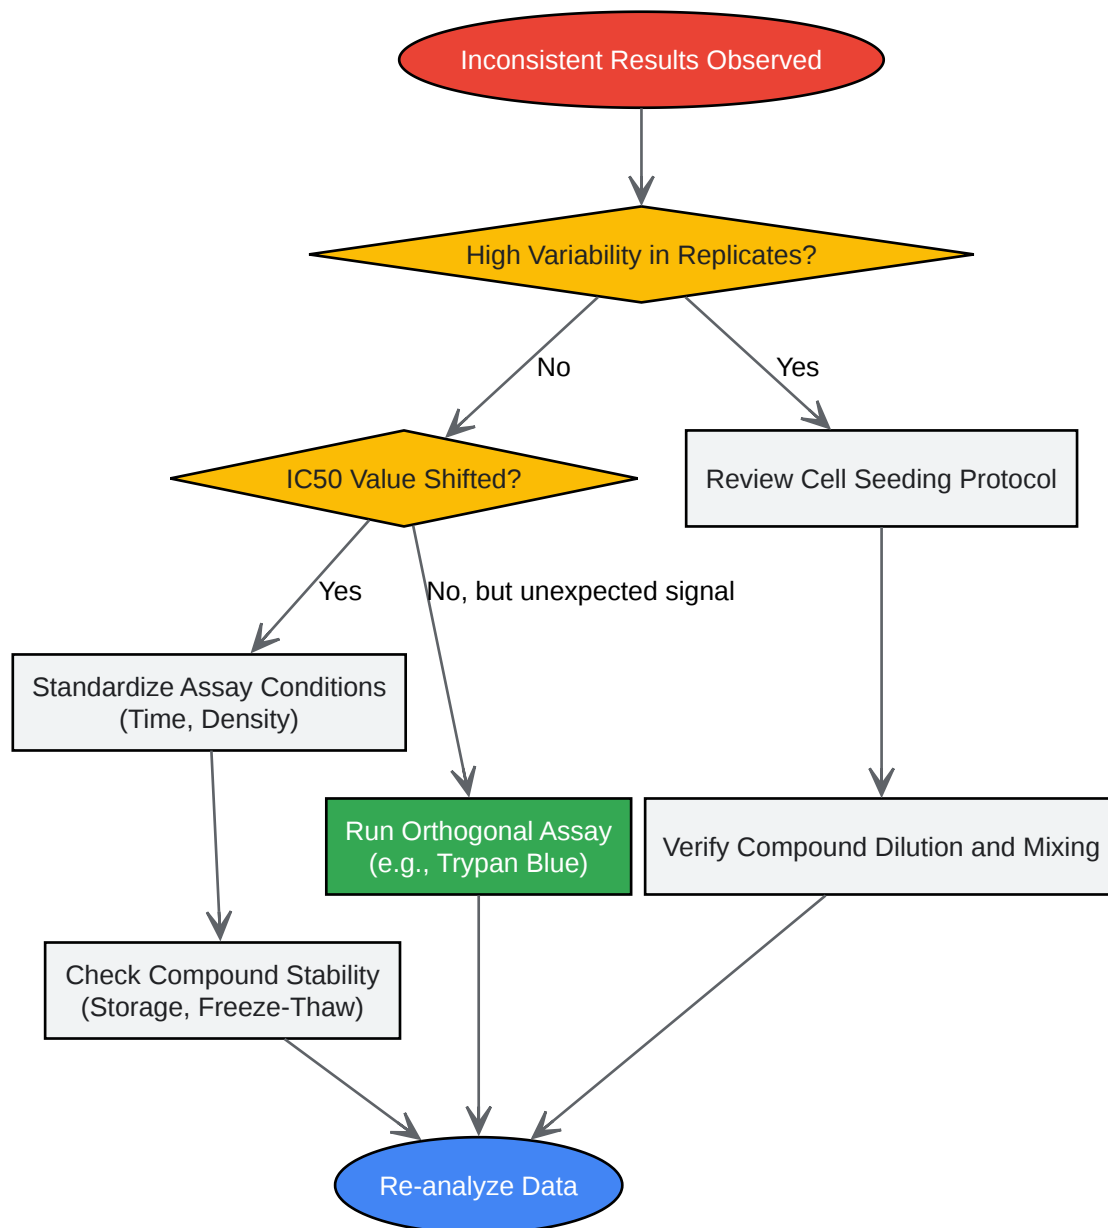 Inconsistent Results Observed
High Variability in Replicates?
No
Yes
IC50 Value Shifted?
Review Cell Seeding Protocol
Yes
No, but unexpected signal
Standardize Assay Conditions
(Time, Density)
Run Orthogonal Assay
(e.g., Trypan Blue)
Verify Compound Dilution and Mixing
Check Compound Stability
(Storage, Freeze-Thaw)
Re-analyze Data